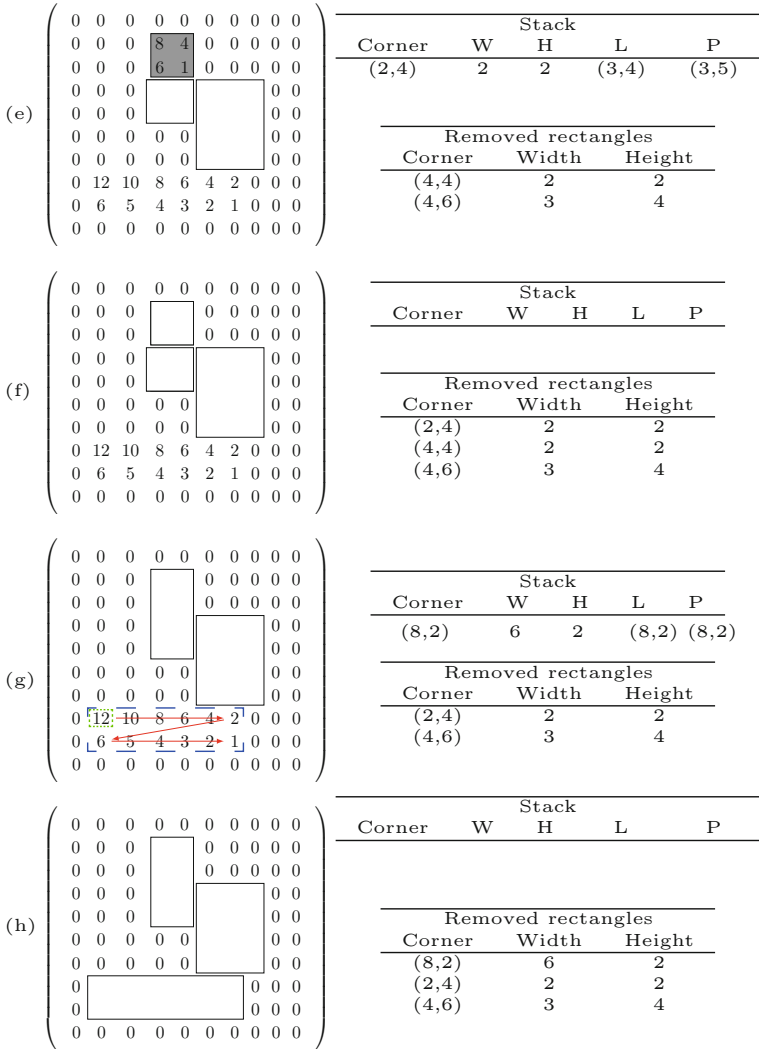 (e)
0 0 0 0 0 0 0 0 0 0
0 0 0 8 4 0 0 0 0 0
0 0 0 6 1 0 0 0 0 0
0 0 0 0 0
0 0 0 0 0
0 0 0 0 0 0 0
0 0 0 0 0 0 0
0 12 10 8 6 4 2 0 0 0
0 6 5 4 3 2 1 0 0 0
0 0 0 0 0 0 0 0 0 0
Stack
Corner W H L P
(2,4) 2 2 (3,4) (3,5)
Removed rectangles
Corner Width Height
(4,4) 2 2
(4,6) 3 4
(f)
0 0 0 0 0 0 0 0 0 0
0 0 0 0 0 0 0 0
0 0 0 0 0 0 0 0
0 0 0 0 0
0 0 0 0 0
0 0 0 0 0 0 0
0 0 0 0 0 0 0
0 12 10 8 6 4 2 0 0 0
0 6 5 4 3 2 1 0 0 0
0 0 0 0 0 0 0 0 0 0
Stack
Corner W H L P
Removed rectangles
Corner Width Height
(2,4) 2 2
(4,4) 2 2
(4,6) 3 4
(g)
0 0 0 0 0 0 0 0 0 0
0 0 0 0 0 0 0 0
0 0 0 0 0 0 0 0
0 0 0 0 0
0 0 0 0 0
0 0 0 0 0 0 0
0 0 0 0 0 0 0
0 12 10 8 6 4 2 0 0 0
0 6 5 4 3 2 1 0 0 0
0 0 0 0 0 0 0 0 0 0
Stack
Corner W H L P
(8,2) 6 2 (8,2) (8,2)
Removed rectangles
Corner Width Height
(2,4) 2 2
(4,6) 3 4
(h)
0 0 0 0 0 0 0 0 0 0
0 0 0 0 0 0 0 0
0 0 0 0 0 0 0 0
0 0 0 0 0
0 0 0 0 0
0 0 0 0 0 0 0
0 0 0 0 0 0 0
0 0 0 0
0 0 0 0
0 0 0 0 0 0 0 0 0 0
Stack
Corner W H L P
Removed rectangles
Corner Width Height
(8,2) 6 2
(2,4) 2 2
(4,6) 3 4